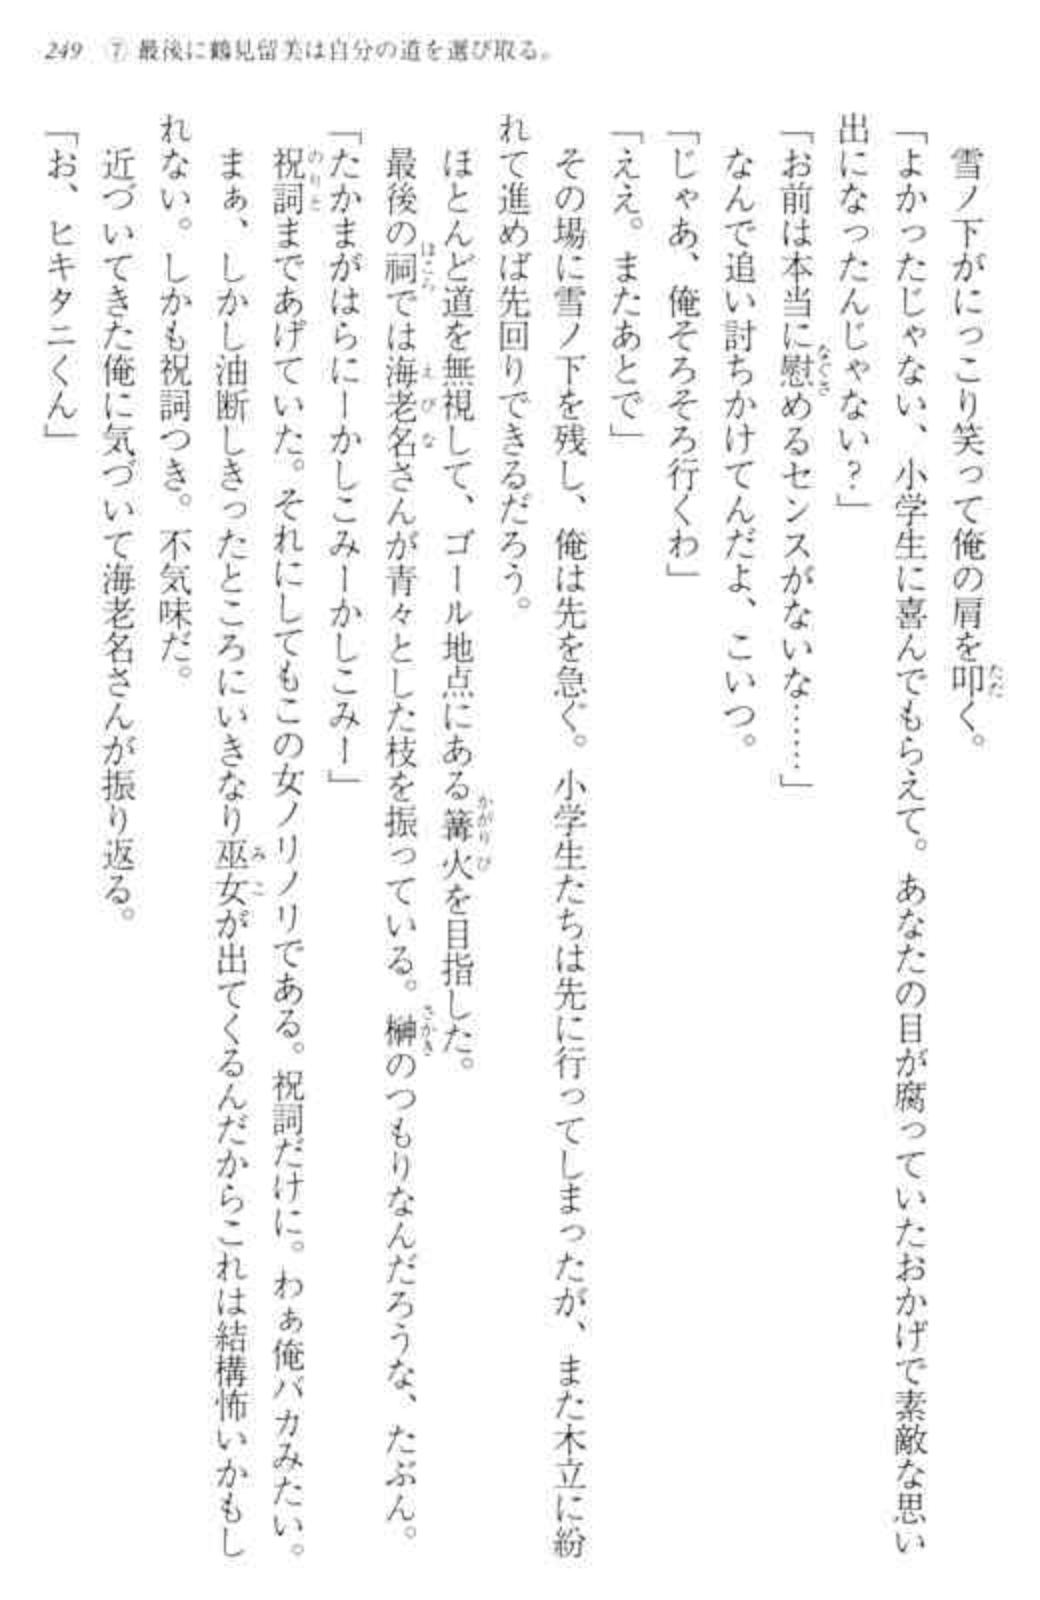 249　⑦ 最後に鶴見留美は自分の道を選び取る。
雪ノ下がにっこり笑って俺の肩を叩く。
「よかったじゃない、小学生に喜んでもらえて。あなたの目が腐っていたおかげで素敵な思い
出になったんじゃない？」
「お前は本当に慰めるセンスがないな……」
なんで追い討ちかけてんだよ、こいつ。
「じゃあ、俺そろそろ行くわ」
「ええ。またあとで」
その場に雪ノ下を残し、俺は先を急ぐ。小学生たちは先に行ってしまったが、また木立に紛
れて進めば先回りできるだろう。
ほとんど道を無視して、ゴール地点にある篝火を目指した。
最後の祠では海老名さんが青々とした枝を振っている。榊のつもりなんだろうな、たぶん。
「たかまがはらにーかしこみーかしこみー」
祝詞まであげていた。それにしてもこの女ノリノリである。祝詞だけに。わぁ俺バカみたい。
まぁ、しかし油断しきったところにいきなり巫女が出てくるんだからこれは結構怖いかもし
れない。しかも祝詞つき。不気味だ。
近づいてきた俺に気づいて海老名さんが振り返る。
「お、ヒキタニくん」